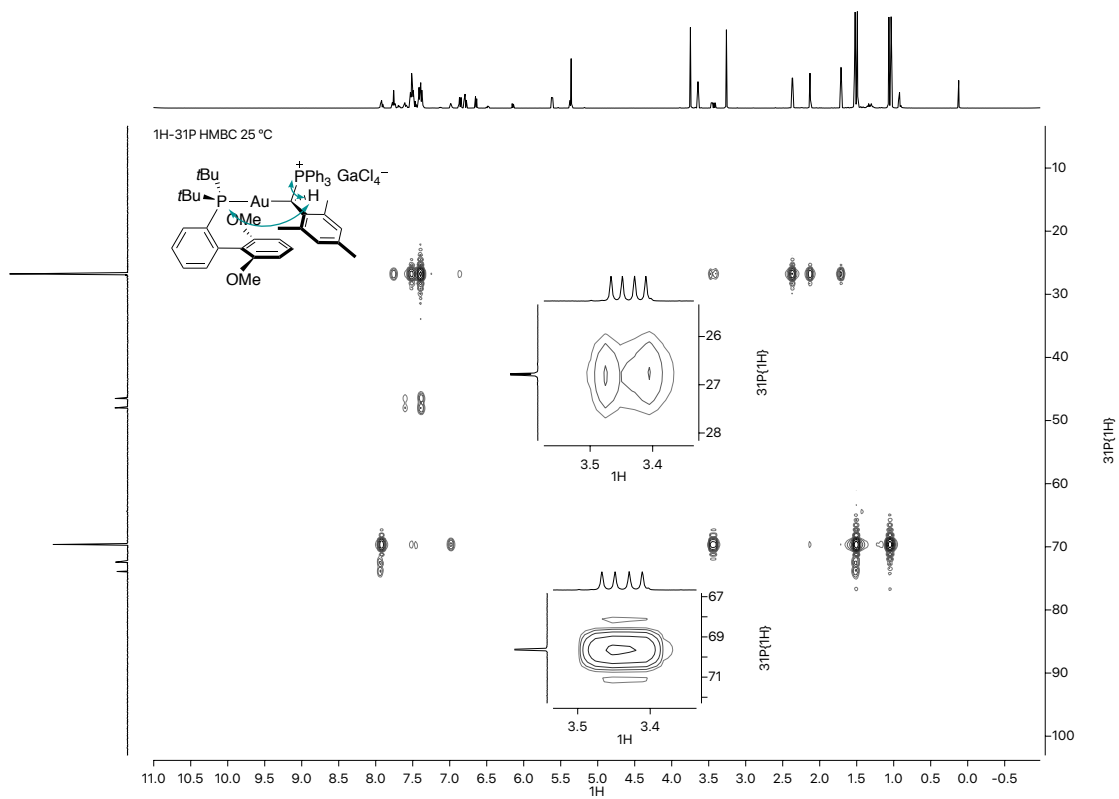 1H-31P HMBC 25 °C
+
PPh3 GaCl4−
tBu
tBu
P
Au
H
OMe
OMe
10
20
30
40
50
60
70
80
90
100
31P{1H}
26
27
28
31P{1H}
3.5 3.4
1H
67
69
71
31P{1H}
3.5 3.4
1H
11.0 10.5 10.0 9.5 9.0 8.5 8.0 7.5 7.0 6.5 6.0 5.5 5.0 4.5 4.0 3.5 3.0 2.5 2.0 1.5 1.0 0.5 0.0 -0.5
1H